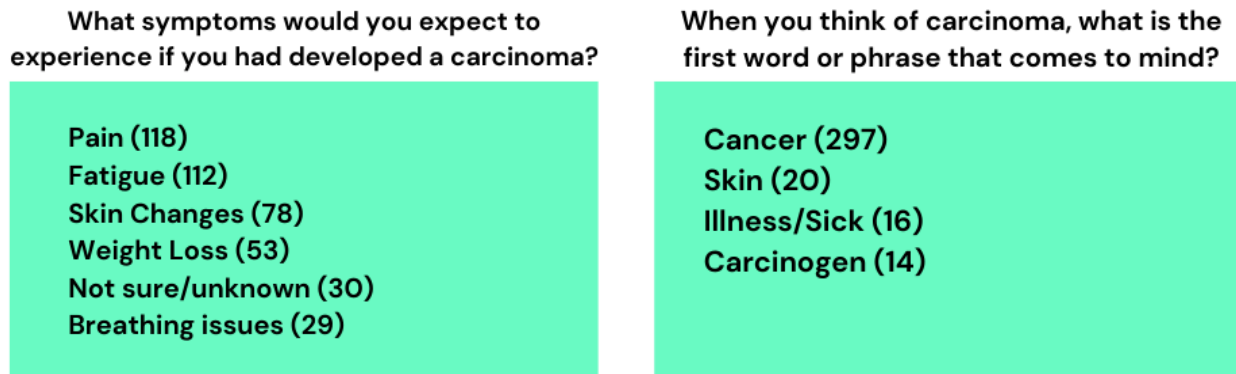 What symptoms would you expect to
experience if you had developed a carcinoma?
Pain (118)
Fatigue (112)
Skin Changes (78)
Weight Loss (53)
Not sure/unknown (30)
Breathing issues (29)
When you think of carcinoma, what is the
first word or phrase that comes to mind?
Cancer (297)
Skin (20)
Illness/Sick (16)
Carcinogen (14)